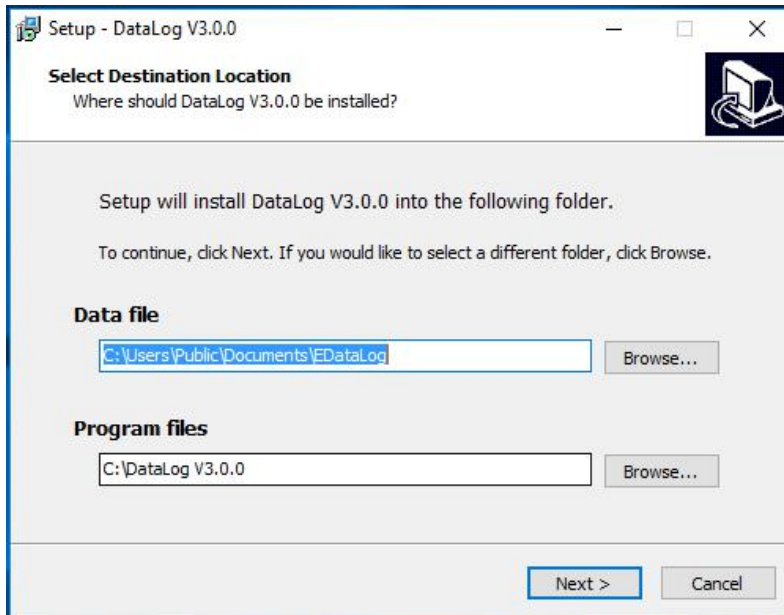 Setup - DataLog V3.0.0
Select Destination Location
Where should DataLog V3.0.0 be installed?
Setup will install DataLog V3.0.0 into the following folder.
To continue, click Next. If you would like to select a different folder, click Browse.
Data file
C:\Users\Public\Documents\EDataLog
Browse...
Program files
C:\DataLog V3.0.0
Browse...
Next >
Cancel